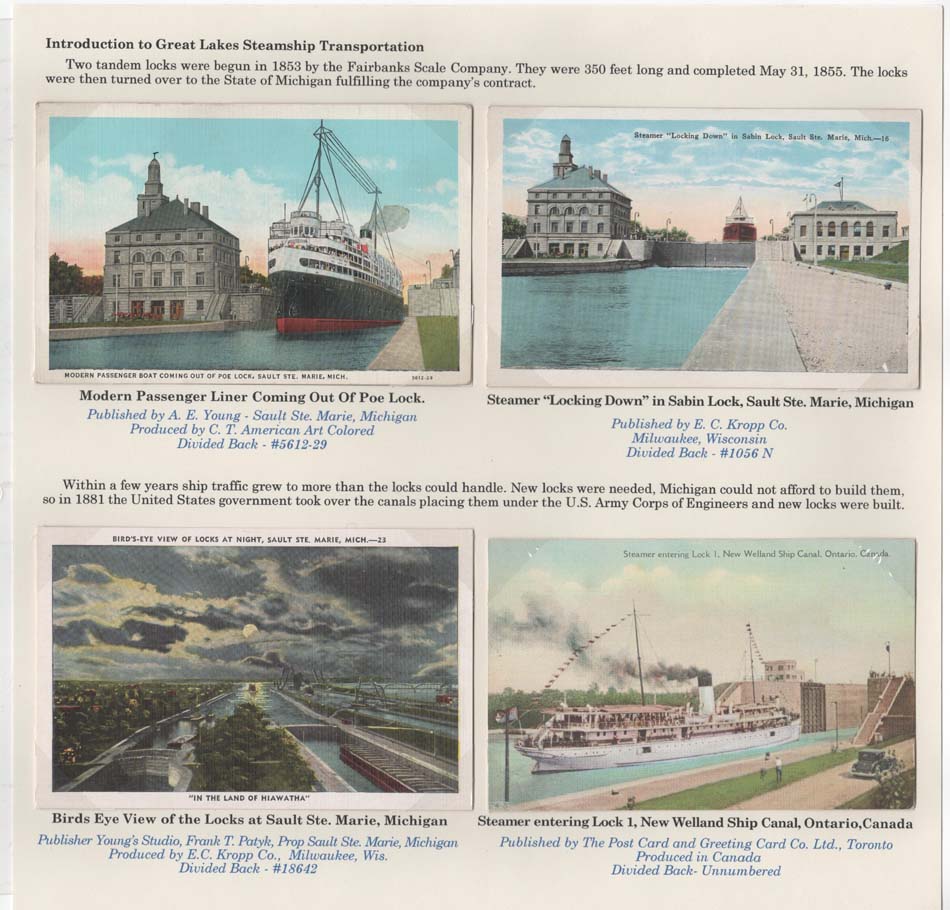 Introduction to Great Lakes Steamship Transportation
Two tandem locks were begun in 1853 by the Fairbanks Scale Company. They were 350 feet long and completed May 31, 1855. The locks
were then turned over to the State of Michigan fulfilling the company's contract.
MODERN PASSENGER BOAT COMING OUT OF POE LOCK, SAULT STE. MARIE, MICH.
5612-29
Modern Passenger Liner Coming Out Of Poe Lock.
Published by A. E. Young - Sault Ste. Marie, Michigan
Produced by C. T. American Art Colored
Divided Back - #5612-29
Steamer "Locking Down" in Sabin Lock, Sault Ste. Marie, Mich.—16
Steamer "Locking Down" in Sabin Lock, Sault Ste. Marie, Michigan
Published by E. C. Kropp Co.
Milwaukee, Wisconsin
Divided Back - #1056 N
Within a few years ship traffic grew to more than the locks could handle. New locks were needed, Michigan could not afford to build them,
so in 1881 the United States government took over the canals placing them under the U.S. Army Corps of Engineers and new locks were built.
BIRD'S-EYE VIEW OF LOCKS AT NIGHT, SAULT STE. MARIE, MICH.—23
"IN THE LAND OF HIAWATHA"
Birds Eye View of the Locks at Sault Ste. Marie, Michigan
Publisher Young's Studio, Frank T. Patyk, Prop Sault Ste. Marie, Michigan
Produced by E.C. Kropp Co., Milwaukee, Wis.
Divided Back - #18642
Steamer entering Lock 1, New Welland Ship Canal, Ontario, Canada.
Steamer entering Lock 1, New Welland Ship Canal, Ontario,Canada
Published by The Post Card and Greeting Card Co. Ltd., Toronto
Produced in Canada
Divided Back- Unnumbered